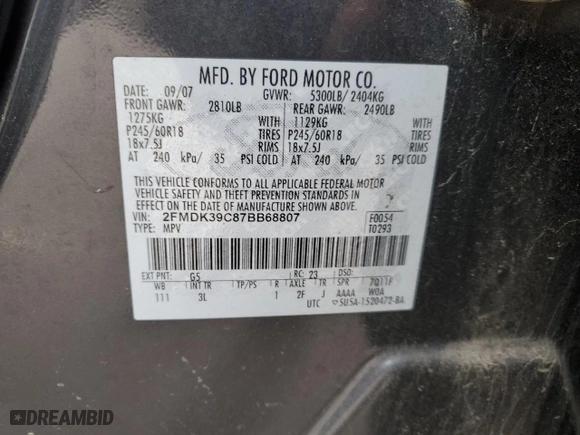 MFD. BY FORD MOTOR CO.
DATE: 09/07 GVWR: 5300LB/ 2404KG
FRONT GAWR: 2810LB REAR GAWR: 2490LB
1275KG WITH 1129KG WITH
P245/60R18 TIRES P245/60R18 TIRES
18x7.5J RIMS 18x7.5J RIMS
AT 240 kPa/ 35 PSI COLD AT 240 kPa/ 35 PSI COLD
THIS VEHICLE CONFORMS TO ALL APPLICABLE FEDERAL MOTOR
VEHICLE SAFETY AND THEFT PREVENTION STANDARDS IN
EFFECT ON THE DATE OF MANUFACTURE SHOWN ABOVE.
VIN: 2FMDK39C87BB68807 F0054
TYPE: MPV T0293
EXT PNT: G5 RC: 23 DSO:
WB INT TR TP/PS R AXLE TR SPR 7Q11F
111 3L 1 2F J AAAA W0A
UTC 5U5A-1520472-BA
DREAMBID